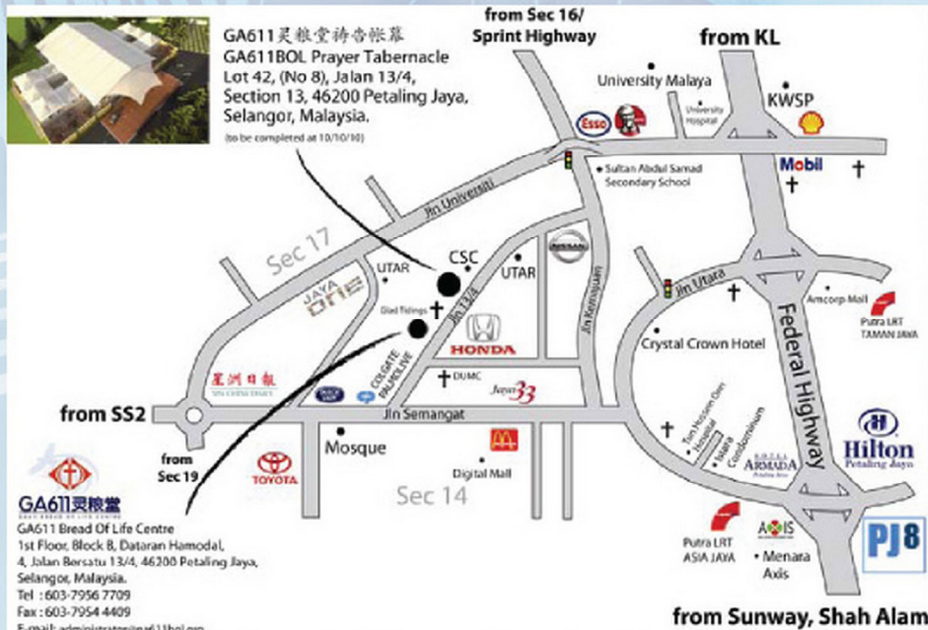 GA611灵粮堂祷告帐幕
GA611BOL Prayer Tabernacle
Lot 42, (No 8), Jalan 13/4,
Section 13, 46200 Petaling Jaya,
Selangor, Malaysia.
(to be completed at 10/10/10)
from Sec 16/
Sprint Highway
from KL
University Malaya
University
Hospital
KWSP
Esso
Mobil
Sultan Abdul Samad
Secondary School
Jln Universiti
Sec 17
JAYA
ONE
UTAR
CSC
UTAR
NISSAN
Glad Tidings
Jln 13/4
Jln Kemajuan
HONDA
COLGATE
PALMOLIVE
DUMC
Jaya 33
Jln Utara
Amcorp Mall
Putra LRT
TAMAN JAYA
Crystal Crown Hotel
Federal Highway
星洲日報
from SS2
Jln Semangat
Mosque
from
Sec 19
TOYOTA
Digital Mall
Sec 14
Tun Hussein Onn
Hospital
Istara
Condominium
HOTEL
ARMADA
Petaling Jaya
Hilton
Petaling Jaya
Putra LRT
ASIA JAYA
AXIS
Menara
Axis
PJ8
from Sunway, Shah Alam
GA611灵粮堂
GA611 Bread Of Life Centre
1st Floor, Block B, Dataran Hamodal,
4, Jalan Bersatu 13/4, 46200 Petaling Jaya,
Selangor, Malaysia.
Tel : 603-7956 7709
Fax : 603-7954 4409
E-mail: